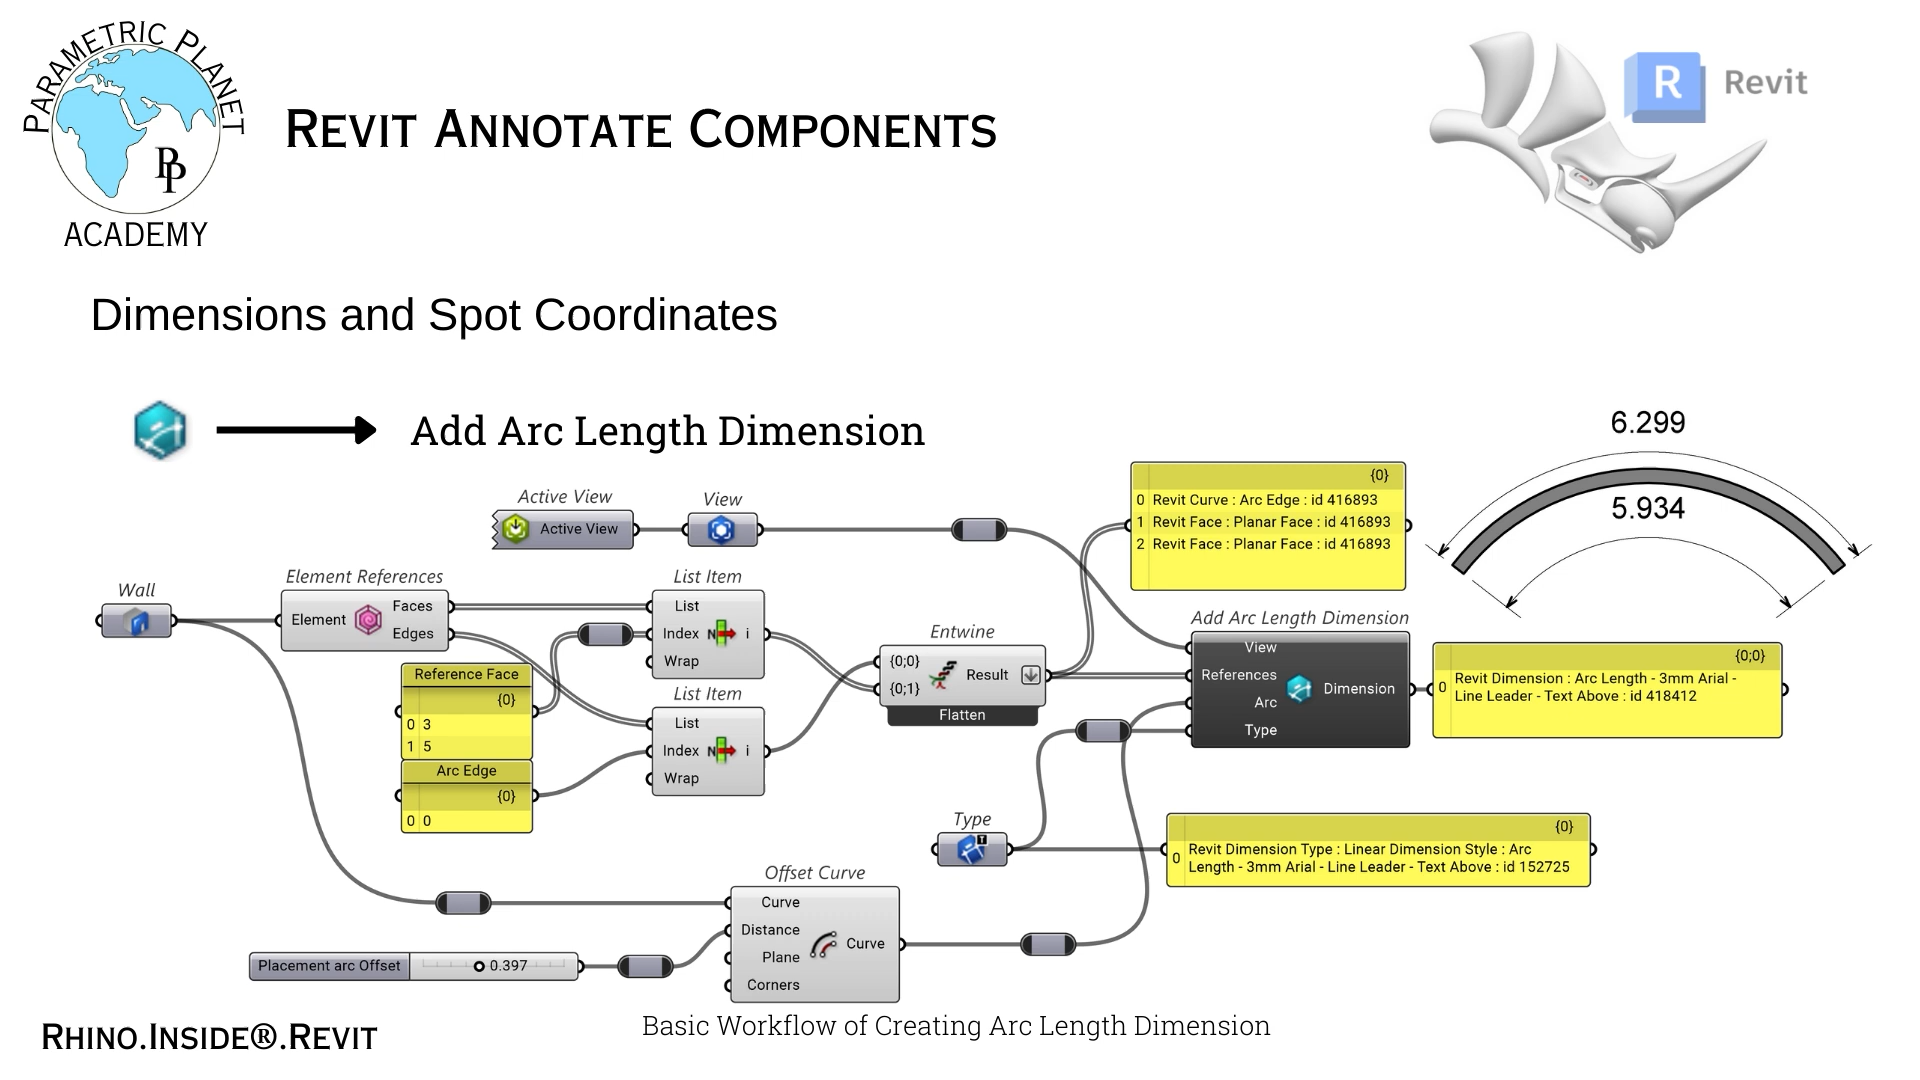 PARAMETRIC PLANET
PP
ACADEMY
REVIT ANNOTATE COMPONENTS
R Revit
Dimensions and Spot Coordinates
Add Arc Length Dimension
6.299
5.934
Active View
Active View
View
{0}
0 Revit Curve : Arc Edge : id 416893
1 Revit Face : Planar Face : id 416893
2 Revit Face : Planar Face : id 416893
Wall
Element References
Element
Faces
Edges
List Item
List
Index
Wrap
N
i
Reference Face
{0}
0 3
1 5
Arc Edge
{0}
0 0
List Item
List
Index
Wrap
N
i
Entwine
{0;0}
{0;1}
Result
Flatten
Add Arc Length Dimension
View
References
Arc
Type
Dimension
{0;0}
0 Revit Dimension : Arc Length - 3mm Arial -
Line Leader - Text Above : id 418412
Type
T
{0}
0 Revit Dimension Type : Linear Dimension Style : Arc
Length - 3mm Arial - Line Leader - Text Above : id 152725
Offset Curve
Curve
Distance
Plane
Corners
Curve
Placement arc Offset
0.397
RHINO.INSIDE®.REVIT
Basic Workflow of Creating Arc Length Dimension